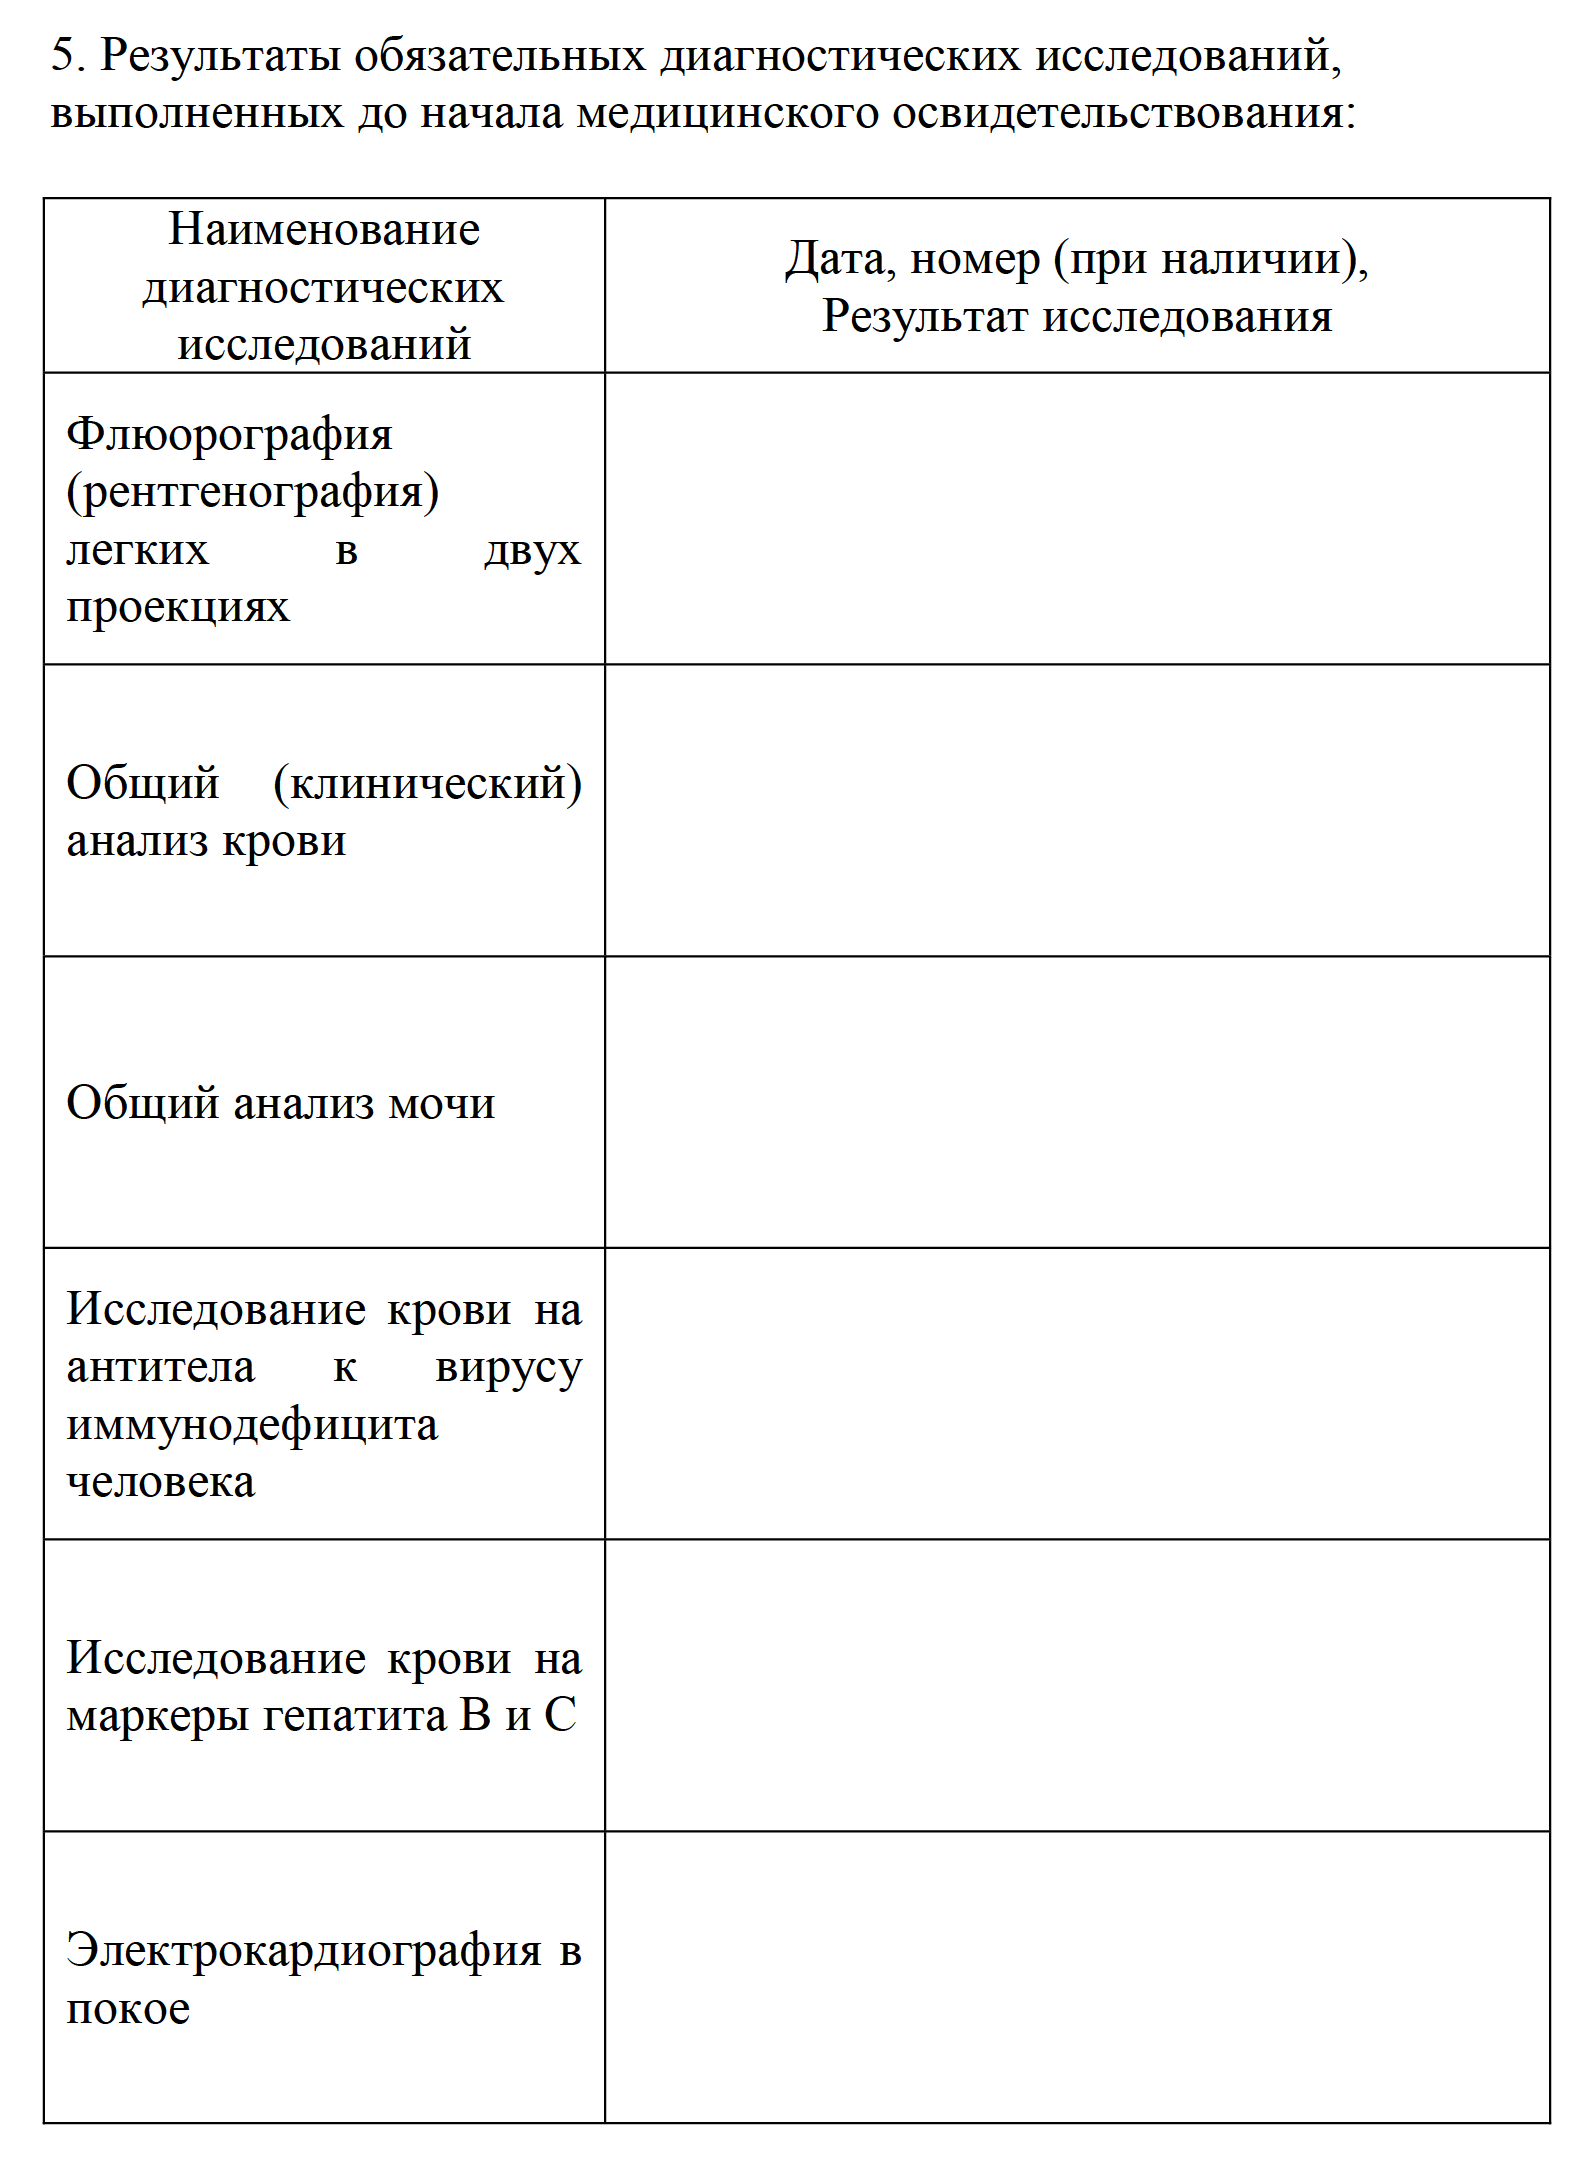 5. Результаты обязательных диагностических исследований,
выполненных до начала медицинского освидетельствования:
Наименование
диагностических
исследований
Дата, номер (при наличии),
Результат исследования
Флюорография
(рентгенография)
легких в двух
проекциях
Общий (клинический)
анализ крови
Общий анализ мочи
Исследование крови на
антитела к вирусу
иммунодефицита
человека
Исследование крови на
маркеры гепатита B и C
Электрокардиография в
покое